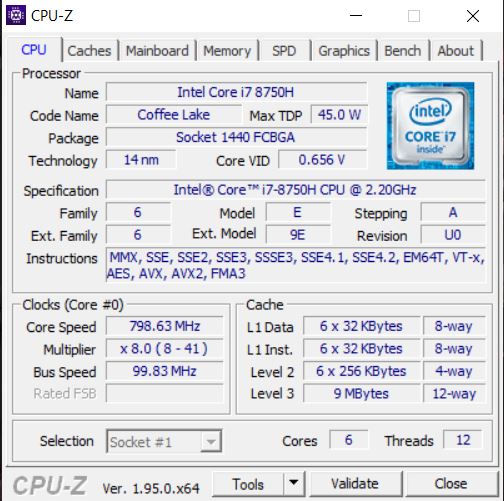 CPU-Z
CPU Caches Mainboard Memory SPD Graphics Bench About
Processor
Name Intel Core i7 8750H
Code Name Coffee Lake Max TDP 45.0 W
Package Socket 1440 FCBGA
Technology 14 nm Core VID 0.656 V
intel
CORE i7
inside
Specification Intel® Core™ i7-8750H CPU @ 2.20GHz
Family 6 Model E Stepping A
Ext. Family 6 Ext. Model 9E Revision U0
Instructions MMX, SSE, SSE2, SSE3, SSSE3, SSE4.1, SSE4.2, EM64T, VT-x,
AES, AVX, AVX2, FMA3
Clocks (Core #0)
Core Speed 798.63 MHz
Multiplier x 8.0 ( 8 - 41 )
Bus Speed 99.83 MHz
Rated FSB
Cache
L1 Data 6 x 32 KBytes 8-way
L1 Inst. 6 x 32 KBytes 8-way
Level 2 6 x 256 KBytes 4-way
Level 3 9 MBytes 12-way
Selection Socket #1 Cores 6 Threads 12
CPU-Z Ver. 1.95.0.x64 Tools Validate Close